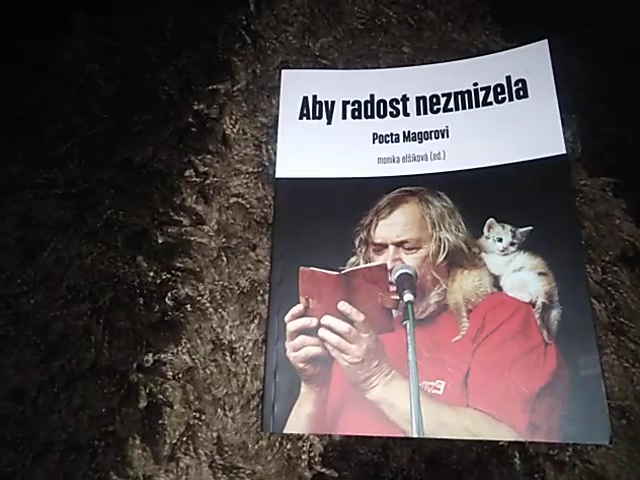 Aby radost nezmizela
Pocta Magorovi
monika elšíková (ed.)